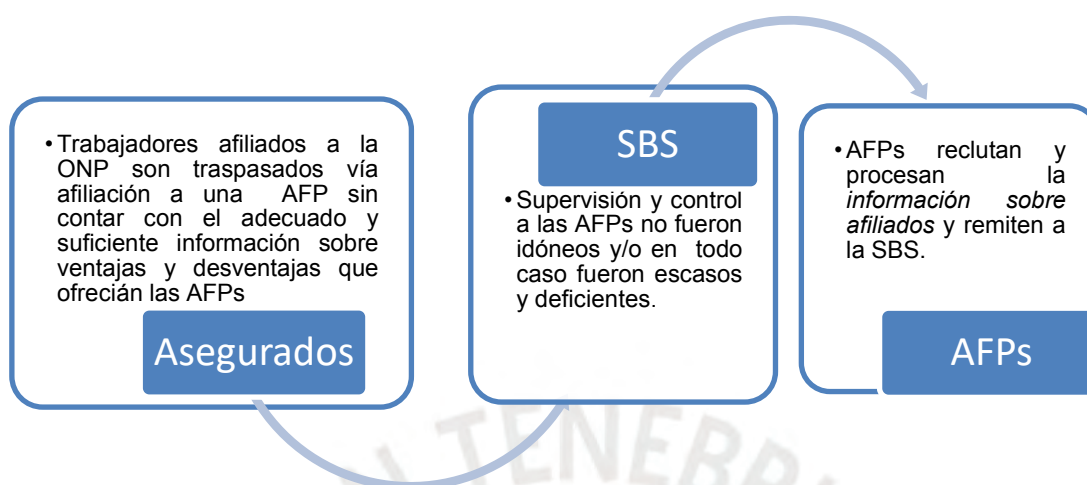 • Trabajadores afiliados a la
ONP son traspasados vía
afiliación a una AFP sin
contar con el adecuado y
suficiente información sobre
ventajas y desventajas que
ofrecián las AFPs
Asegurados
SBS
• Supervisión y control
a las AFPs no fueron
idóneos y/o en todo
caso fueron escasos
y deficientes.
• AFPs reclutan y
procesan la
información sobre
afiliados y remiten a
la SBS.
AFPs
TENEBR